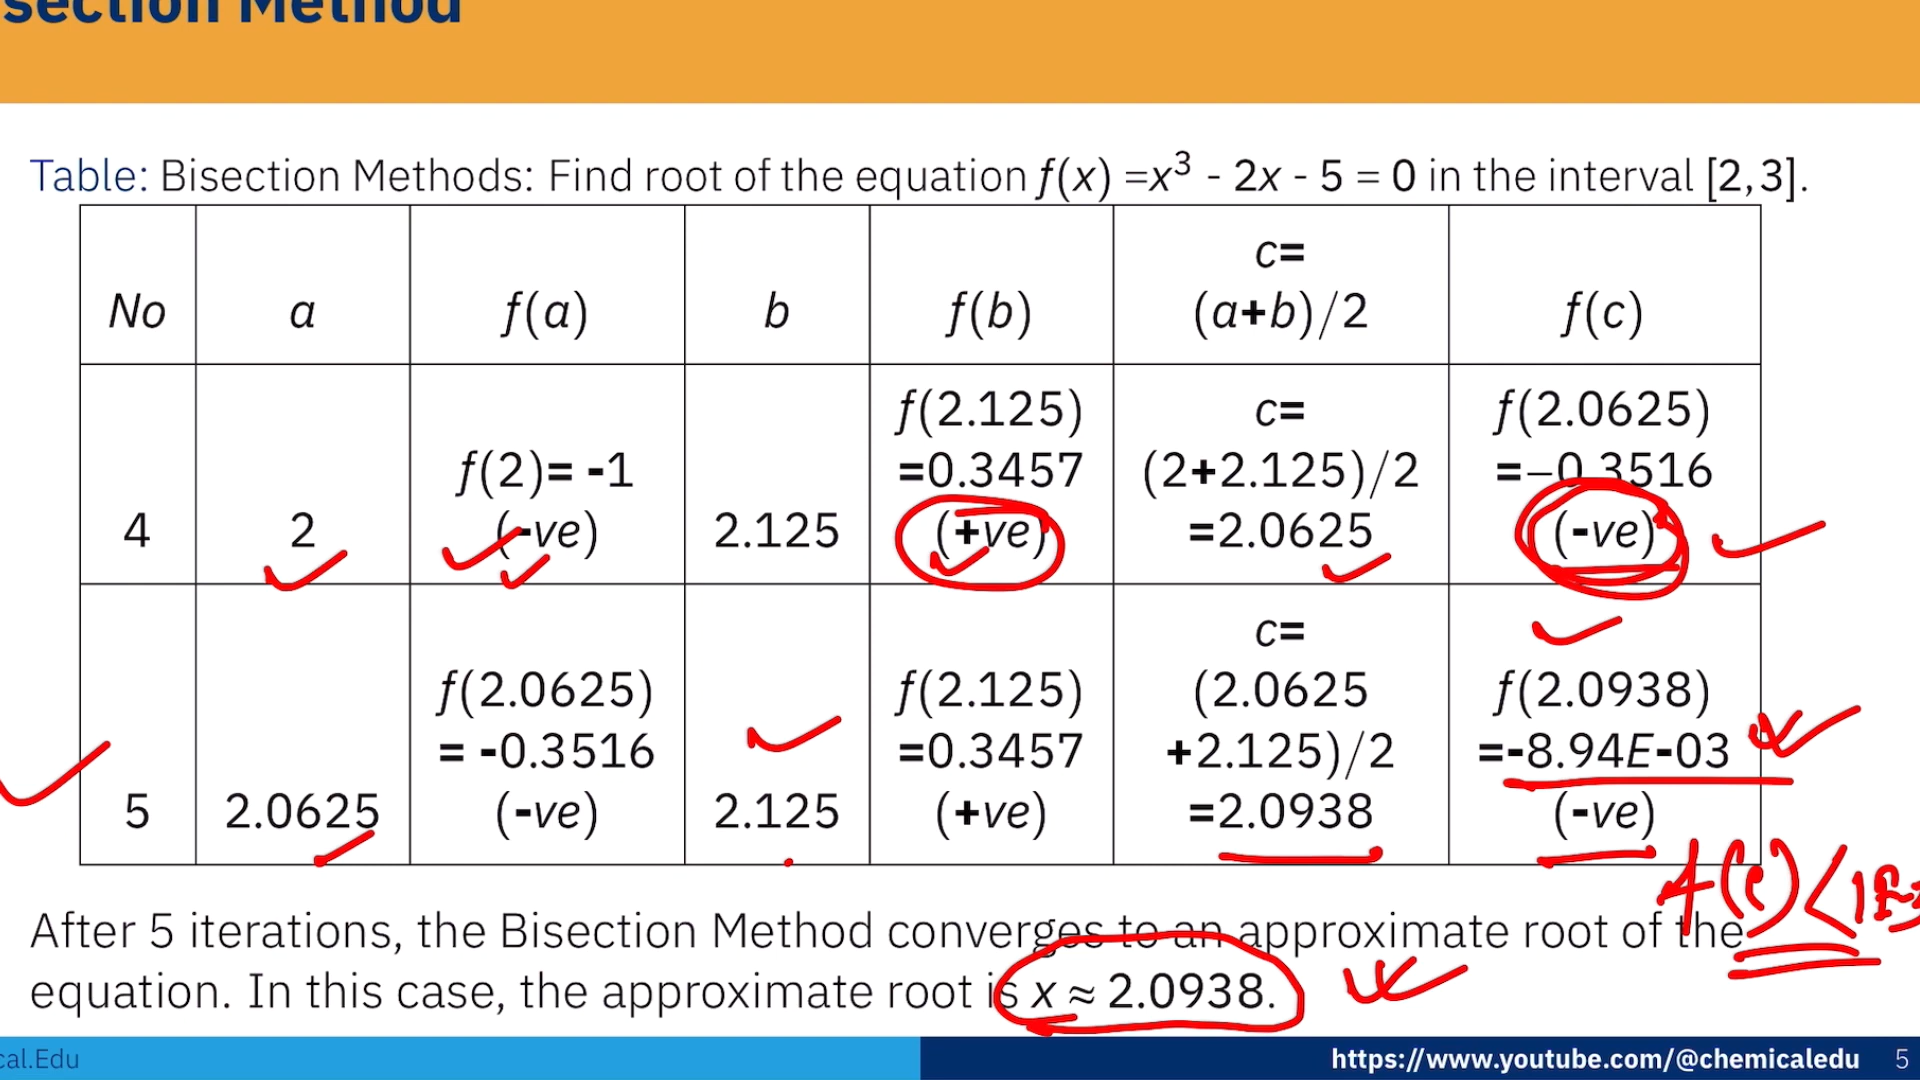 section Method
Table: Bisection Methods: Find root of the equation f(x) =x³ - 2x - 5 = 0 in the interval [2,3].
No a f(a) b f(b) c= (a+b)/2 f(c)
4 2 f(2)= -1 (-ve) 2.125 f(2.125) =0.3457 (+ve) c= (2+2.125)/2 =2.0625 f(2.0625) =−0.3516 (-ve)
5 2.0625 f(2.0625) = -0.3516 (-ve) 2.125 f(2.125) =0.3457 (+ve) c= (2.0625 +2.125)/2 =2.0938 f(2.0938) =-8.94E-03 (-ve)
After 5 iterations, the Bisection Method converges to an approximate root of the
equation. In this case, the approximate root is x ≈ 2.0938.
cal.Edu
https://www.youtube.com/@chemicaledu 5